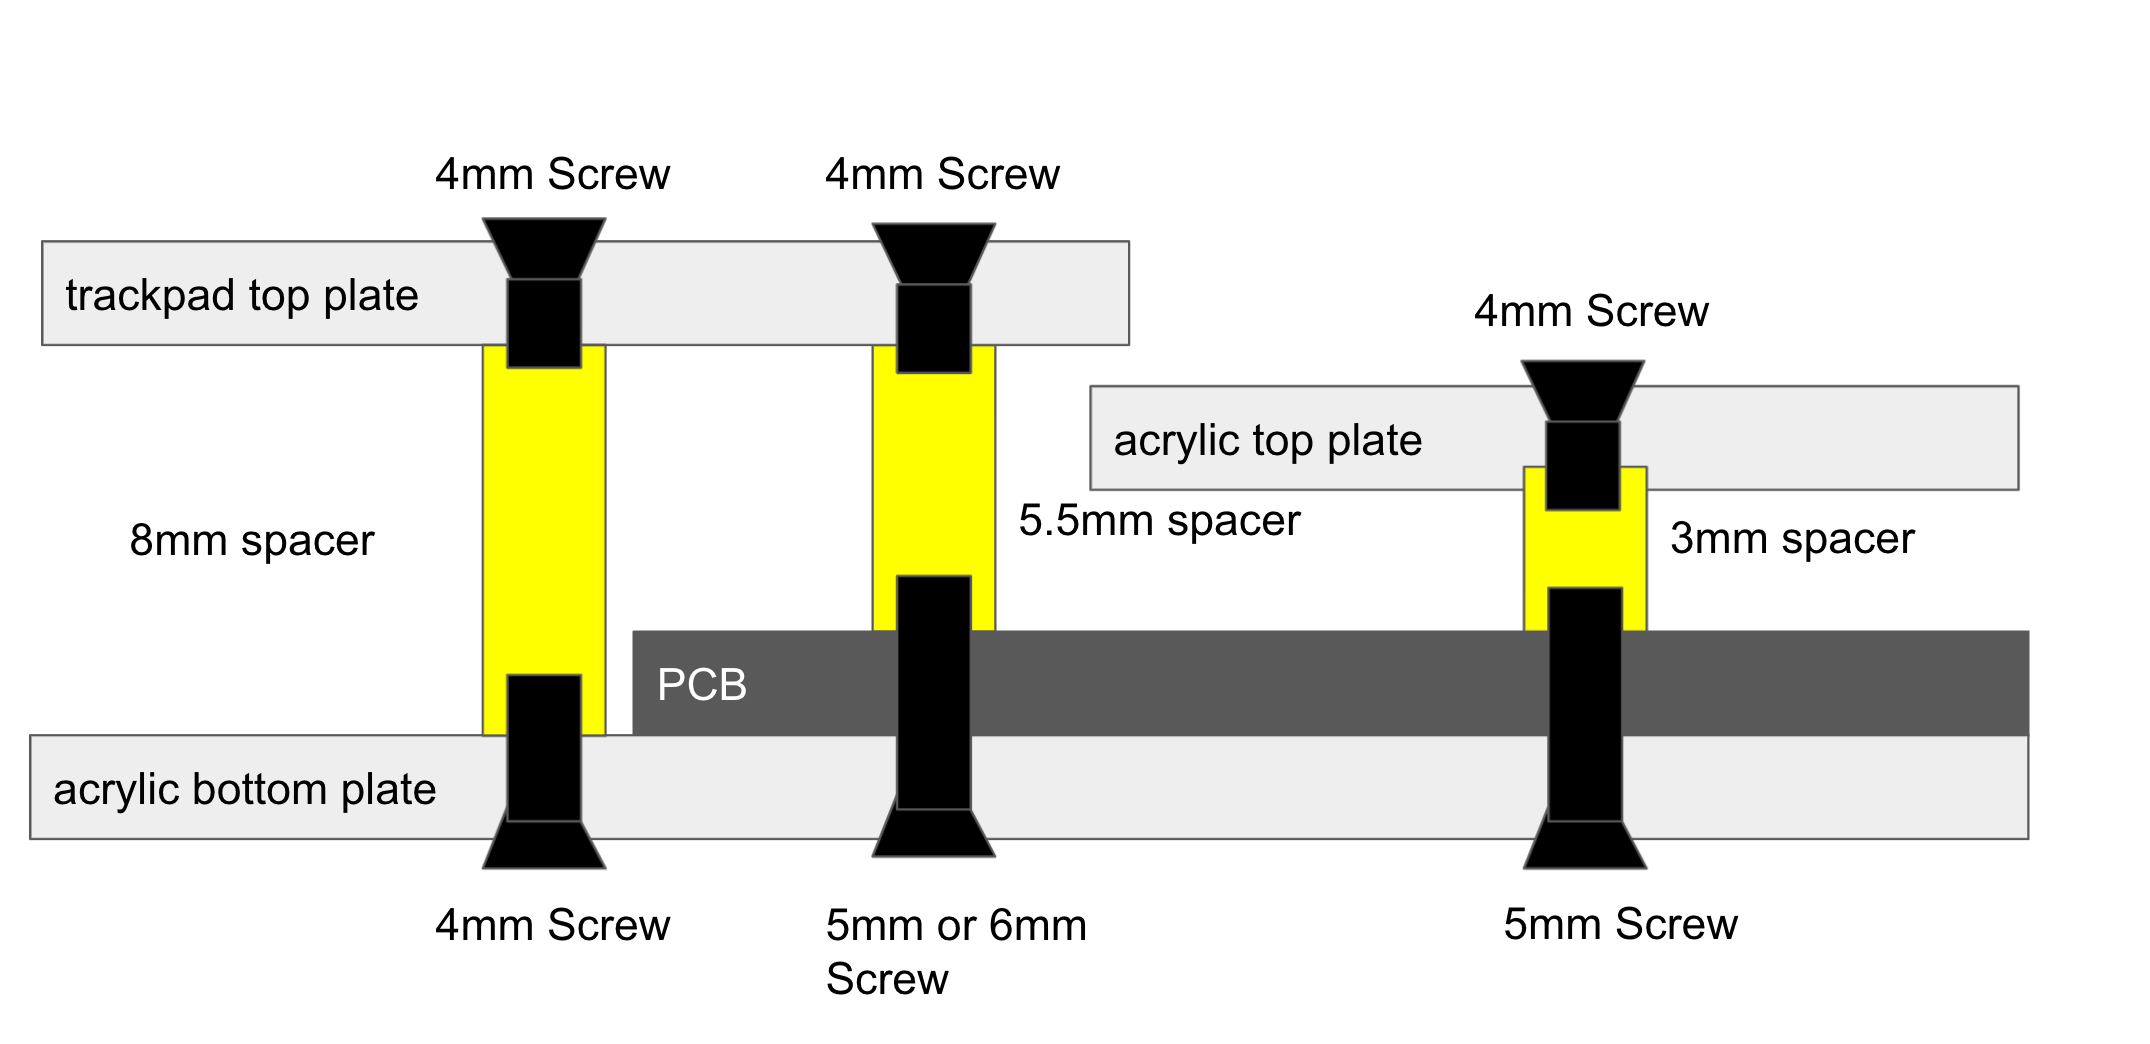 4mm Screw
4mm Screw
trackpad top plate
4mm Screw
acrylic top plate
8mm spacer
5.5mm spacer
3mm spacer
PCB
acrylic bottom plate
4mm Screw
5mm or 6mm
Screw
5mm Screw